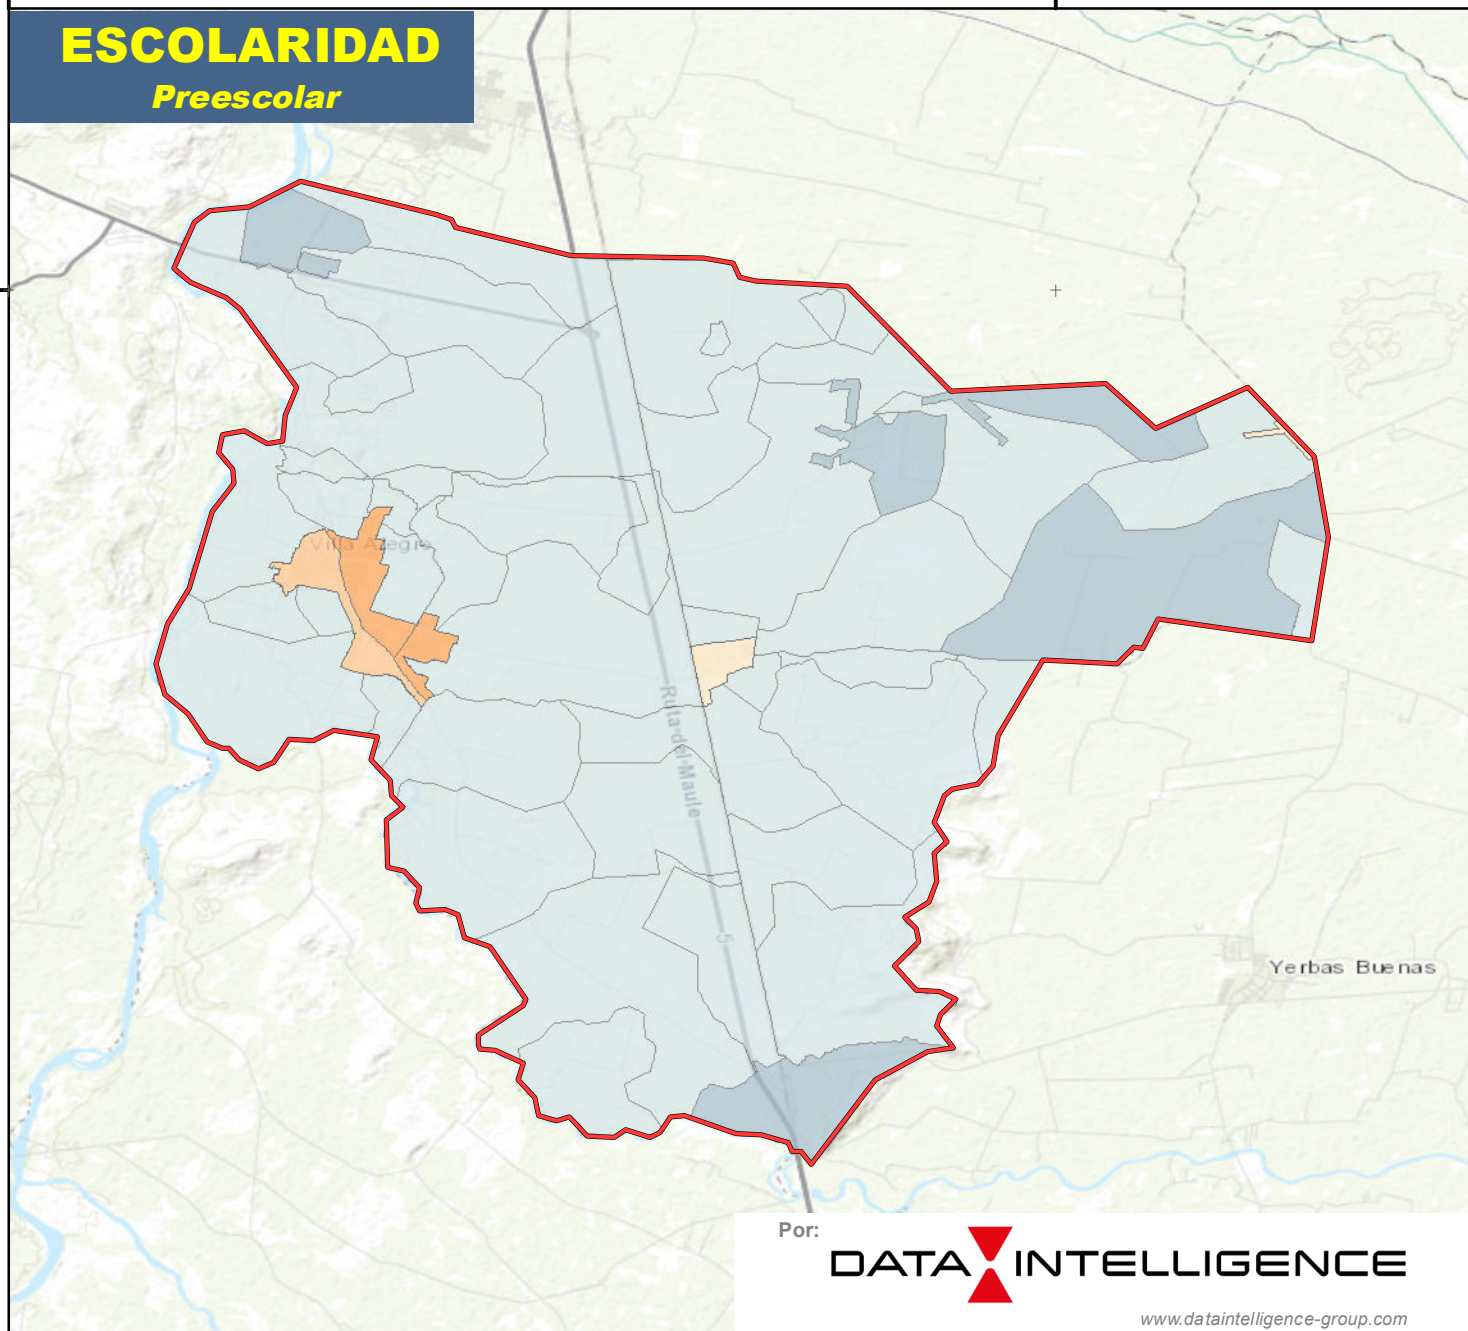 ESCOLARIDAD
Preescolar
Villa Alegre
Ruta del Maule
5
Yerbas Buenas
Por:
DATA INTELLIGENCE
www.dataintelligence-group.com